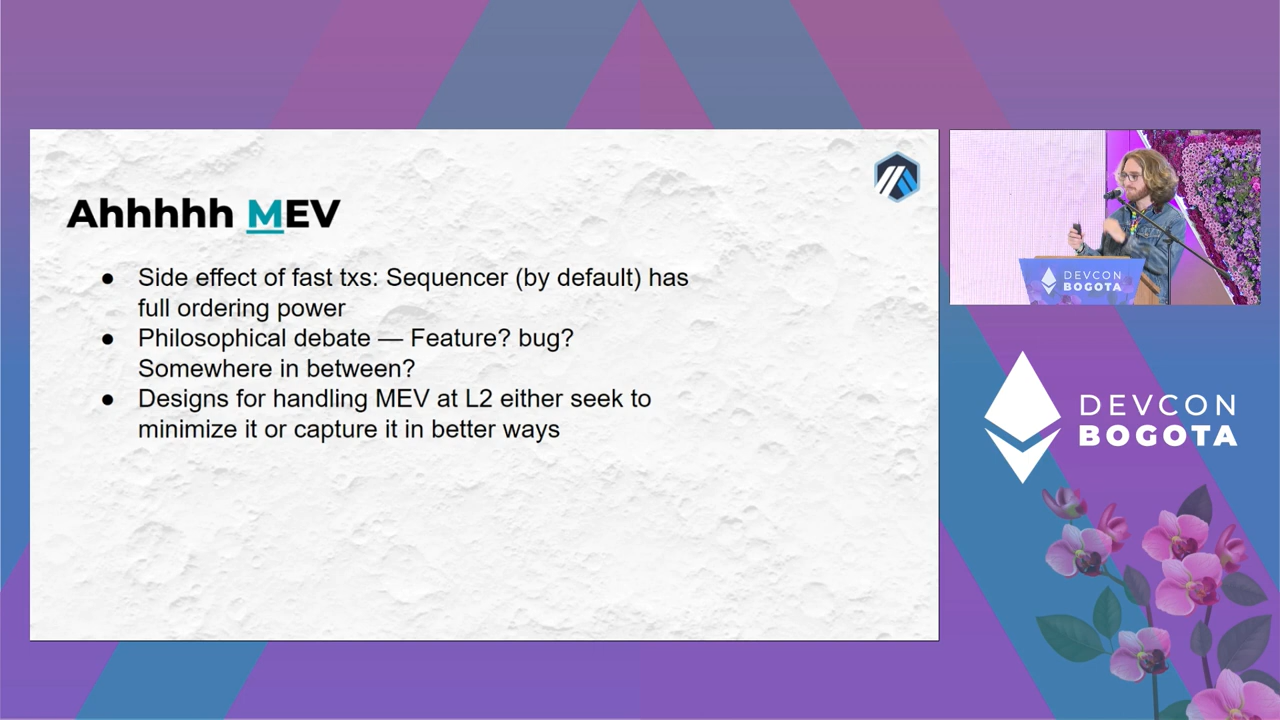 Ahhhhh MEV
● Side effect of fast txs: Sequencer (by default) has
full ordering power
● Philosophical debate — Feature? bug?
Somewhere in between?
● Designs for handling MEV at L2 either seek to
minimize it or capture it in better ways
DEVCON
BOGOTA
DEVCON
BOGOTA